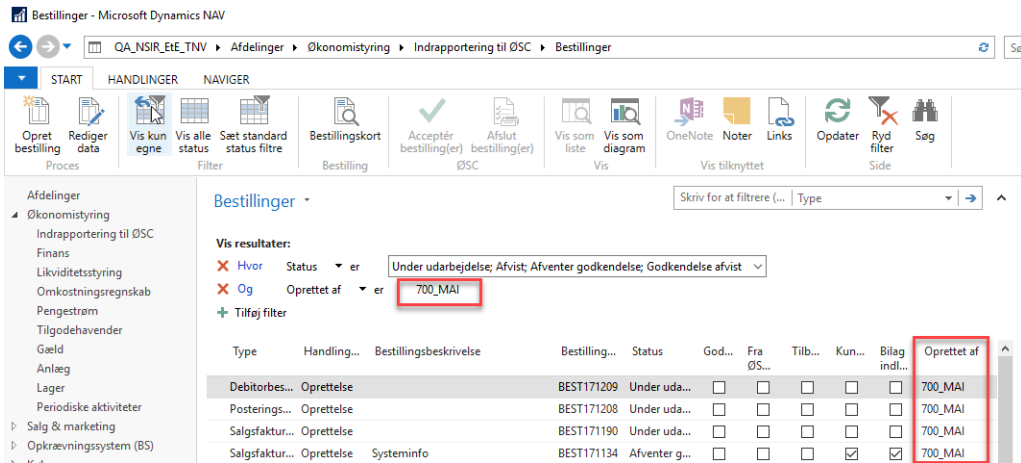 Bestillinger - Microsoft Dynamics NAV
QA_NSIR_EtE_TNV Afdelinger Økonomistyring Indrapportering til ØSC Bestillinger
START HANDLINGER NAVIGER
Opret bestilling
Rediger data
Vis kun egne
Vis alle status
Sæt standard status filtre
Bestillingskort
Acceptér bestilling(er)
Afslut bestilling(er)
Vis som liste
Vis som diagram
OneNote
Noter
Links
Opdater
Ryd filter
Søg
Proces Filter Bestilling ØSC Vis Vis tilknyttet Side
Afdelinger
Økonomistyring
Indrapportering til ØSC
Finans
Likviditetsstyring
Omkostningsregnskab
Pengestrøm
Tilgodehavender
Gæld
Anlæg
Lager
Periodiske aktiviteter
Salg & marketing
Opkrævningssystem (BS)
Bestillinger
Skriv for at filtrere (... Type
Vis resultater:
Hvor Status er Under udarbejdelse; Afvist; Afventer godkendelse; Godkendelse afvist
Og Oprettet af er 700_MAI
Tilføj filter
Type Handling... Bestillingsbeskrivelse Bestilling... Status God... Fra ØS... Tilb... Kun... Bilag indl... Oprettet af
Debitorbes... Oprettelse BEST171209 Under uda... 700_MAI
Posterings... Oprettelse BEST171208 Under uda... 700_MAI
Salgsfaktur... Oprettelse BEST171190 Under uda... 700_MAI
Salgsfaktur... Oprettelse Systeminfo BEST171134 Afventer g... 700_MAI